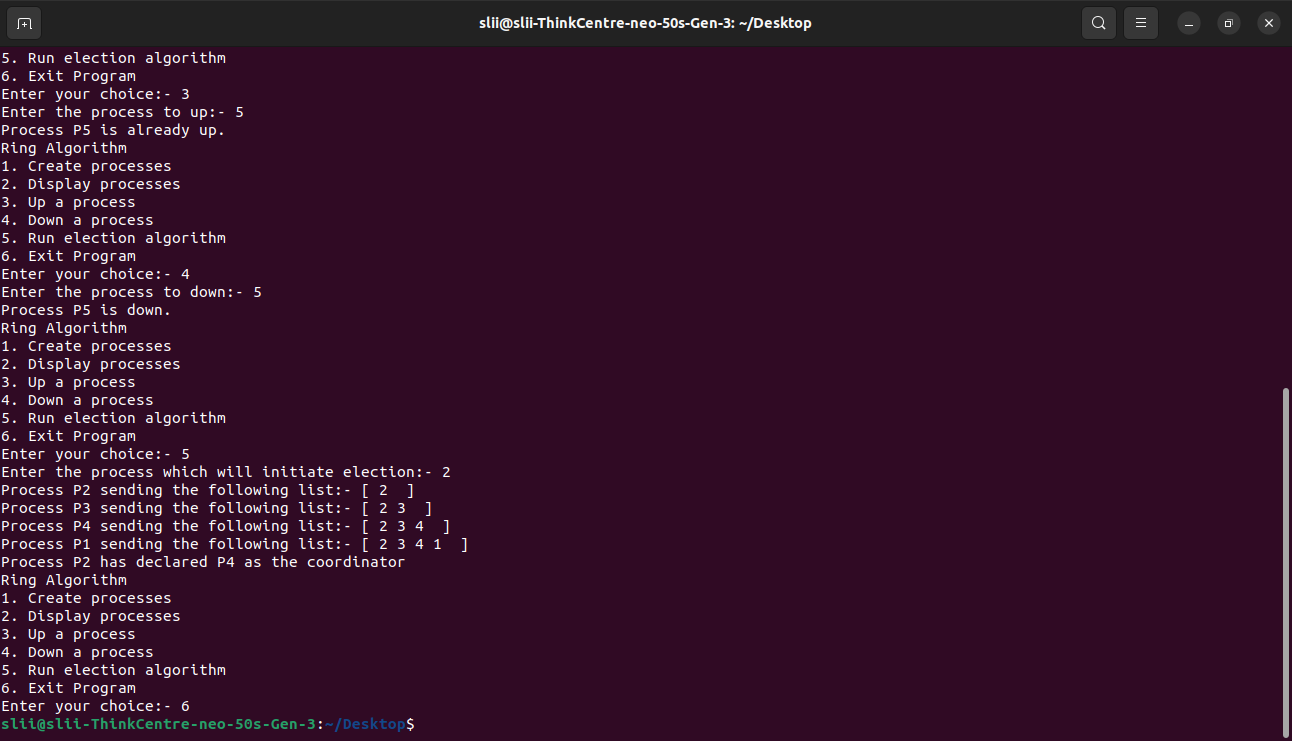 slii@slii-ThinkCentre-neo-50s-Gen-3: ~/Desktop
5. Run election algorithm
6. Exit Program
Enter your choice:- 3
Enter the process to up:- 5
Process P5 is already up.
Ring Algorithm
1. Create processes
2. Display processes
3. Up a process
4. Down a process
5. Run election algorithm
6. Exit Program
Enter your choice:- 4
Enter the process to down:- 5
Process P5 is down.
Ring Algorithm
1. Create processes
2. Display processes
3. Up a process
4. Down a process
5. Run election algorithm
6. Exit Program
Enter your choice:- 5
Enter the process which will initiate election:- 2
Process P2 sending the following list:- [ 2  ]
Process P3 sending the following list:- [ 2 3  ]
Process P4 sending the following list:- [ 2 3 4  ]
Process P1 sending the following list:- [ 2 3 4 1  ]
Process P2 has declared P4 as the coordinator
Ring Algorithm
1. Create processes
2. Display processes
3. Up a process
4. Down a process
5. Run election algorithm
6. Exit Program
Enter your choice:- 6
slii@slii-ThinkCentre-neo-50s-Gen-3:~/Desktop$